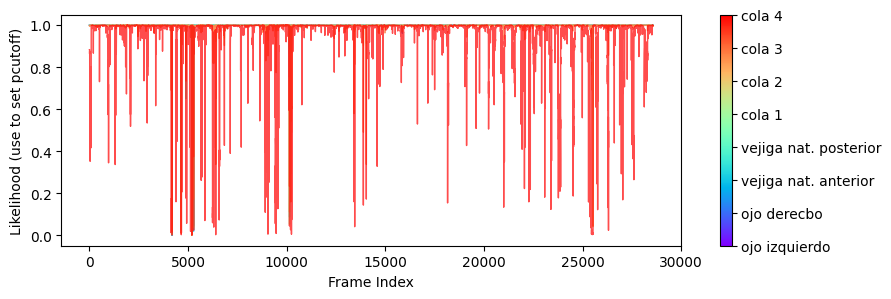 Likelihood (use to set pcutoff)
1.0
0.8
0.6
0.4
0.2
0.0
0
5000
10000
15000
20000
25000
30000
Frame Index
cola 4
cola 3
cola 2
cola 1
vejiga nat. posterior
vejiga nat. anterior
ojo derecbo
ojo izquierdo